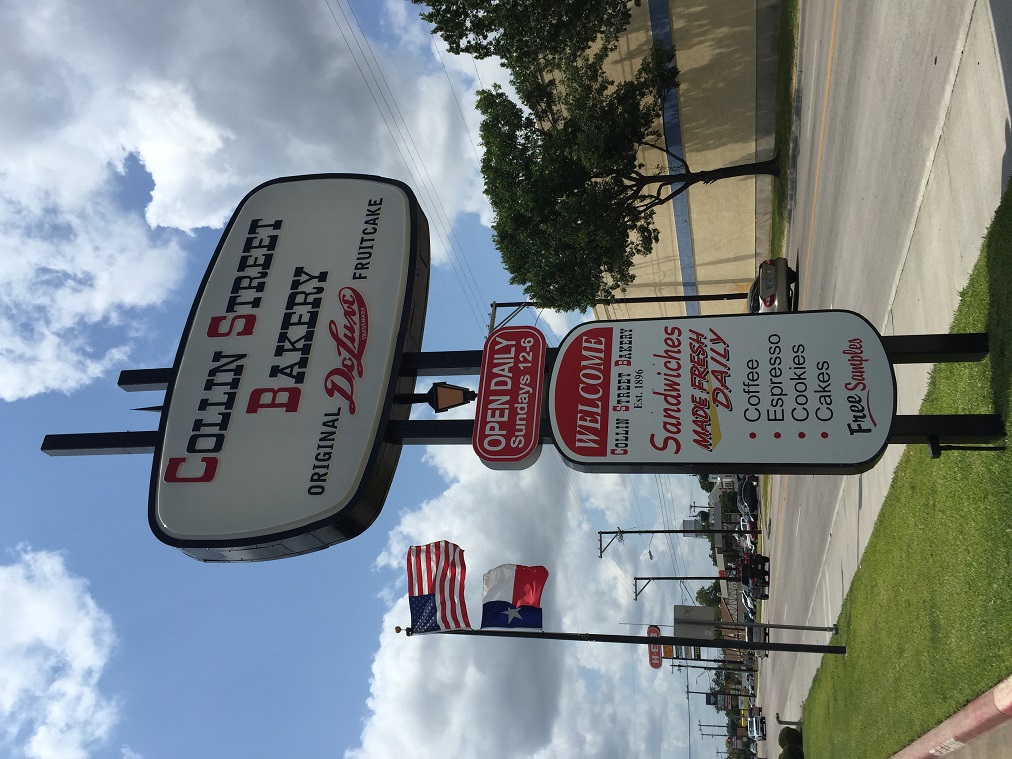 COLLIN STREET
BAKERY
ORIGINAL DeLuxe FRUITCAKE
TRADEMARK
OPEN DAILY
Sundays 12-6
WELCOME
COLLIN STREET BAKERY
Est. 1896
Sandwiches
MADE FRESH
DAILY
• Coffee
• Espresso
• Cookies
• Cakes
Free Samples
H-E-B